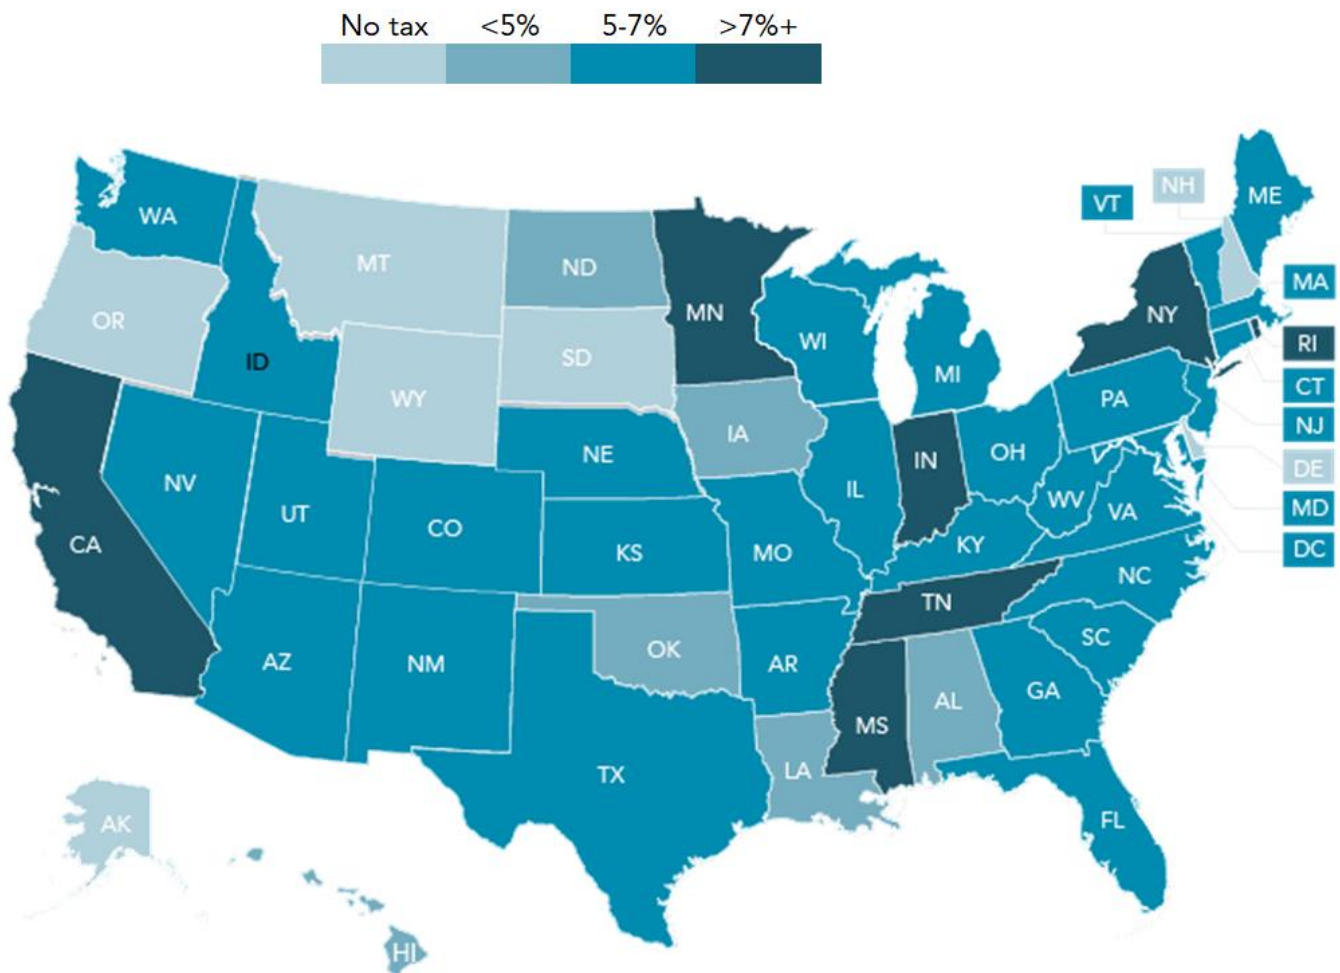 No tax <5% 5-7% >7%+
WA
MT
ND
MN
OR
ID
WY
SD
WI
MI
VT
NH
ME
NY
MA
RI
CT
NJ
DE
MD
DC
PA
NV
UT
CO
NE
IA
IL
IN
OH
WV
VA
CA
KS
MO
KY
NC
TN
SC
AZ
NM
OK
AR
MS
AL
GA
TX
LA
FL
AK
HI